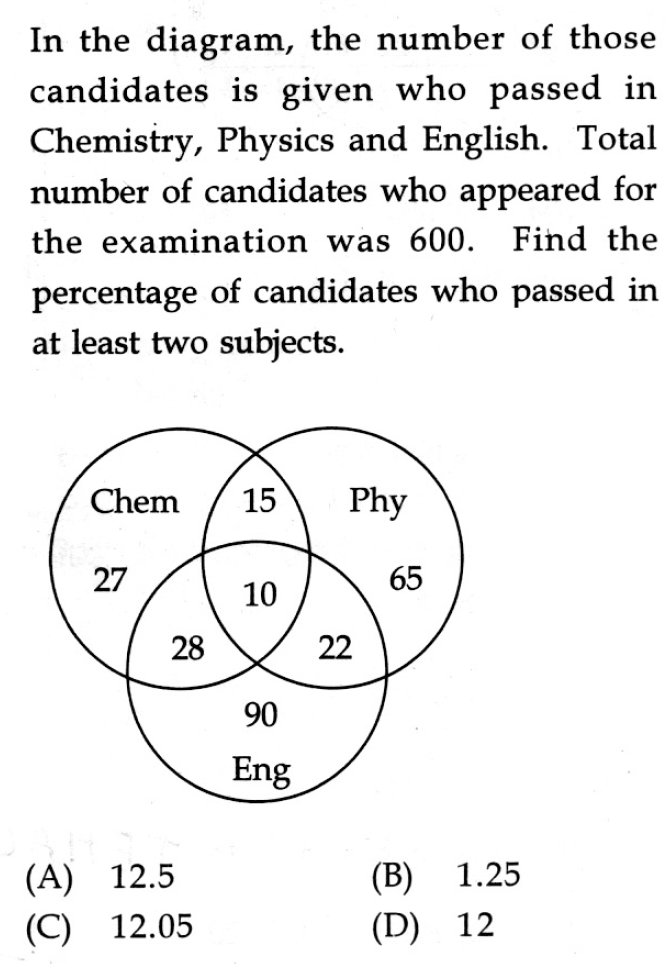 In the diagram, the number of those
candidates is given who passed in
Chemistry, Physics and English. Total
number of candidates who appeared for
the examination was 600. Find the
percentage of candidates who passed in
at least two subjects.
Chem 15 Phy
27 10 65
28 22
90
Eng
(A) 12.5 (B) 1.25
(C) 12.05 (D) 12